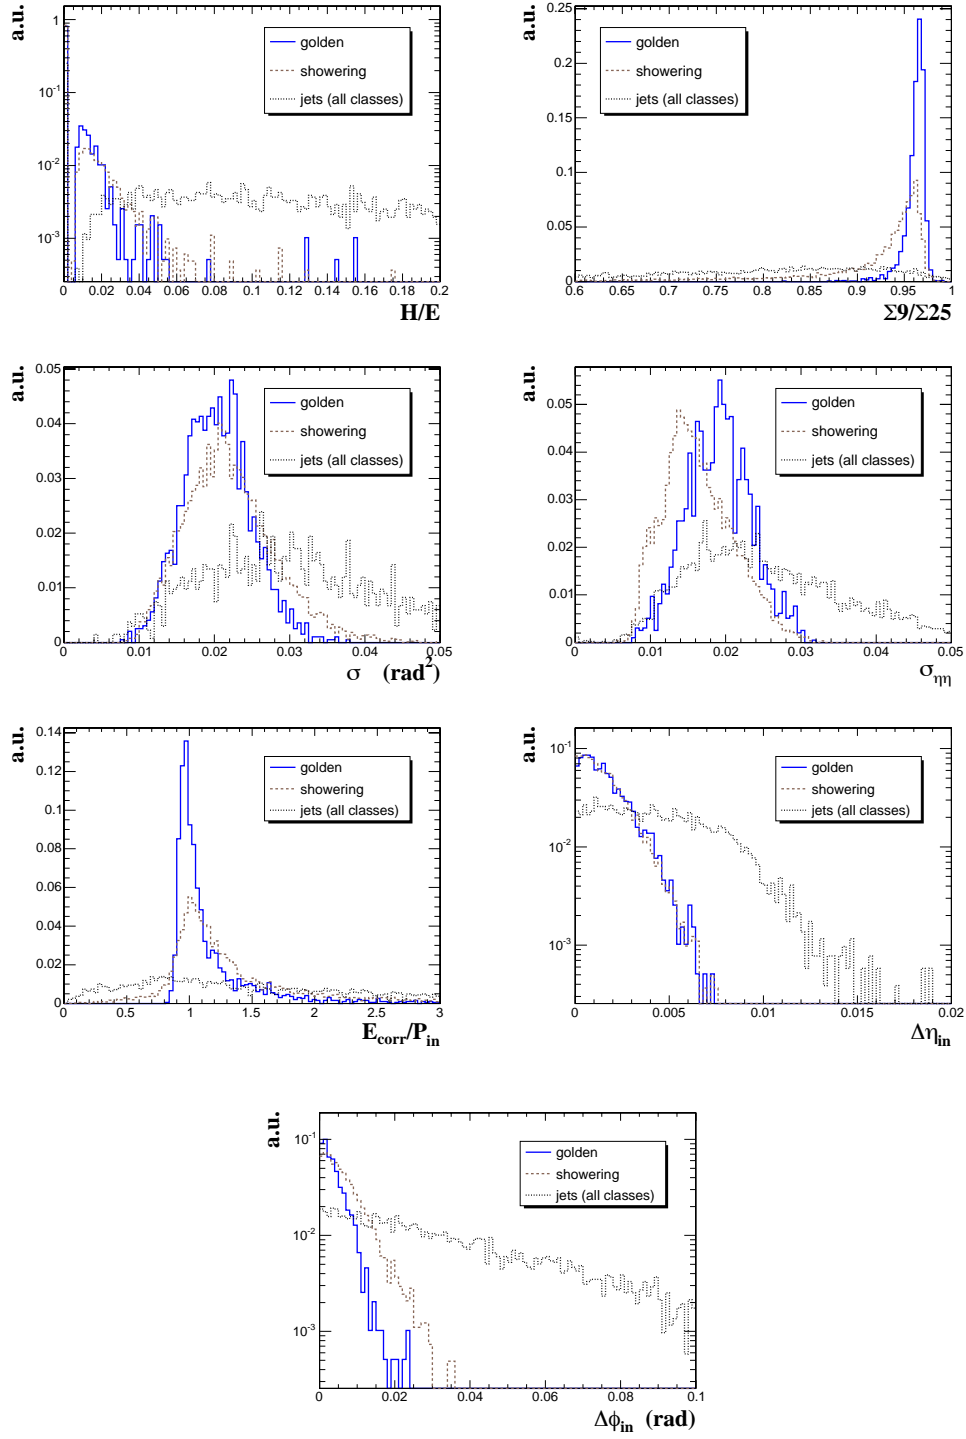 a.u.
1
10^-1
10^-2
10^-3
golden
showering
jets (all classes)
0 0.02 0.04 0.06 0.08 0.1 0.12 0.14 0.16 0.18 0.2
H/E
a.u.
0.25
0.2
0.15
0.1
0.05
0
golden
showering
jets (all classes)
0.6 0.65 0.7 0.75 0.8 0.85 0.9 0.95 1
Σ9/Σ25
a.u.
0.05
0.04
0.03
0.02
0.01
0
golden
showering
jets (all classes)
0 0.01 0.02 0.03 0.04 0.05
σ (rad²)
a.u.
0.05
0.04
0.03
0.02
0.01
0
golden
showering
jets (all classes)
0 0.01 0.02 0.03 0.04 0.05
σηη
a.u.
0.14
0.12
0.1
0.08
0.06
0.04
0.02
0
golden
showering
jets (all classes)
0 0.5 1 1.5 2 2.5 3
E_corr/P_in
a.u.
10^-1
10^-2
10^-3
golden
showering
jets (all classes)
0 0.005 0.01 0.015 0.02
Δη_in
a.u.
10^-1
10^-2
10^-3
golden
showering
jets (all classes)
0 0.02 0.04 0.06 0.08 0.1
Δϕ_in (rad)